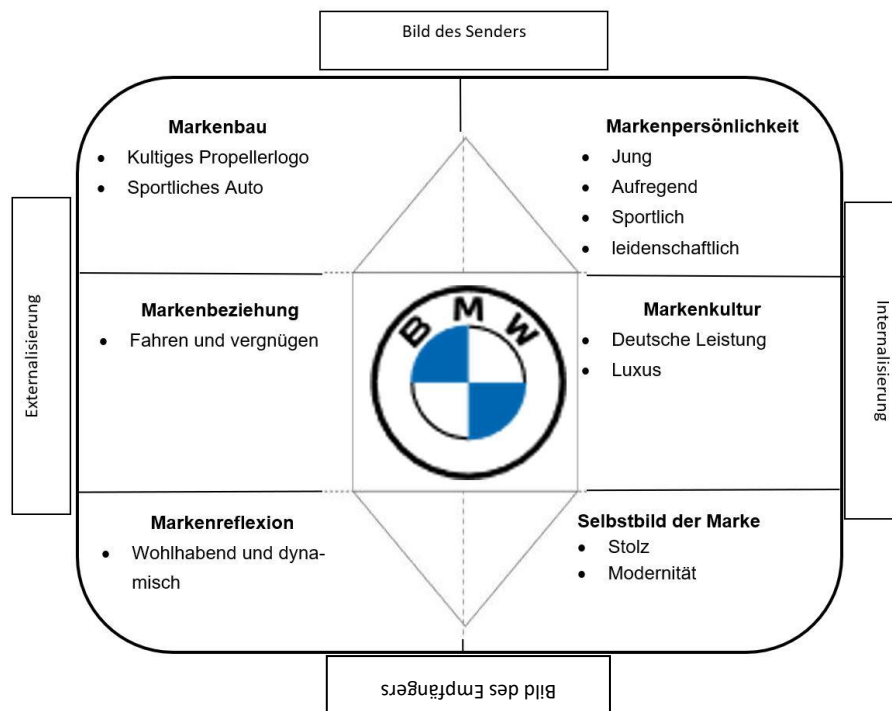 Bild des Senders
Markenbau
• Kultiges Propellerlogo
• Sportliches Auto
Markenpersönlichkeit
• Jung
• Aufregend
• Sportlich
• leidenschaftlich
Externalisierung
Markenbeziehung
• Fahren und vergnügen
BMW
Markenkultur
• Deutsche Leistung
• Luxus
Internalisierung
Markenreflexion
• Wohlhabend und dyna-
misch
Selbstbild der Marke
• Stolz
• Modernität
Bild des Empfängers